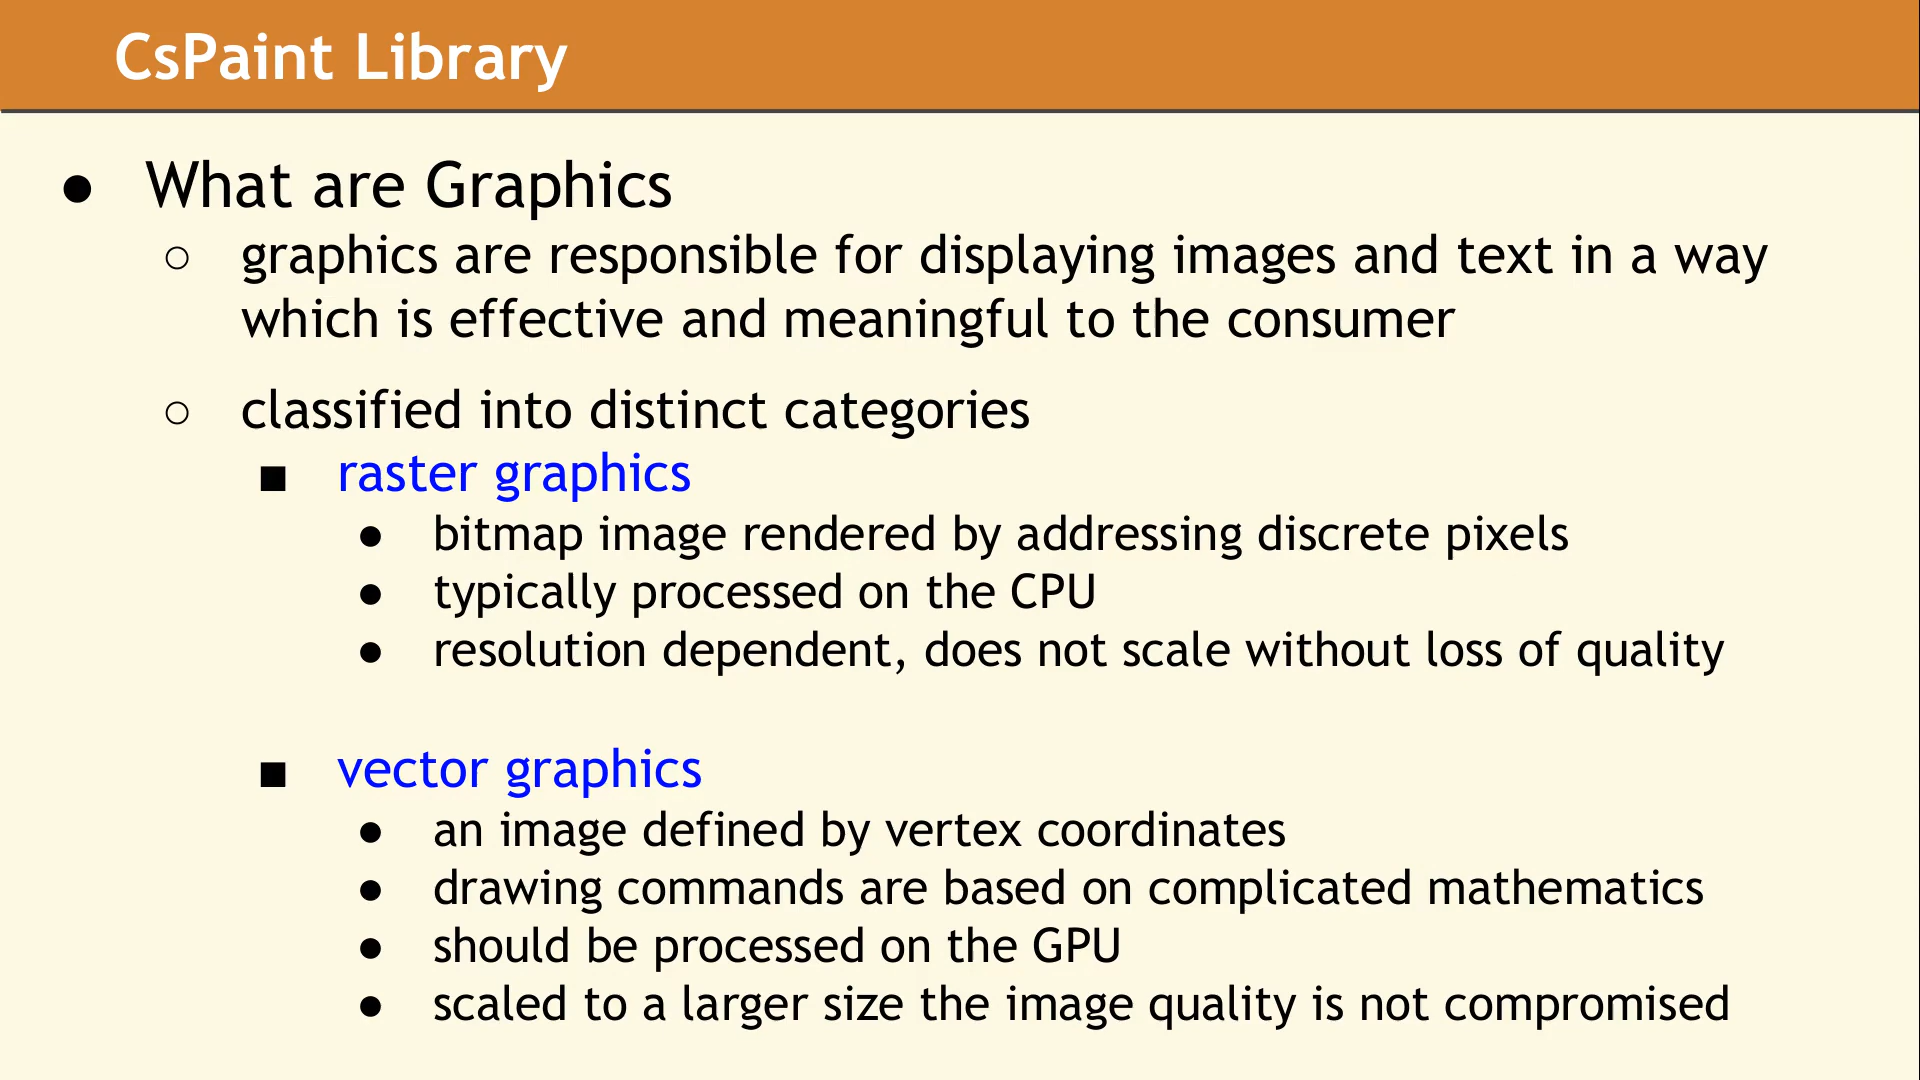 CsPaint Library
● What are Graphics
○ graphics are responsible for displaying images and text in a way
which is effective and meaningful to the consumer
○ classified into distinct categories
■ raster graphics
● bitmap image rendered by addressing discrete pixels
● typically processed on the CPU
● resolution dependent, does not scale without loss of quality
■ vector graphics
● an image defined by vertex coordinates
● drawing commands are based on complicated mathematics
● should be processed on the GPU
● scaled to a larger size the image quality is not compromised